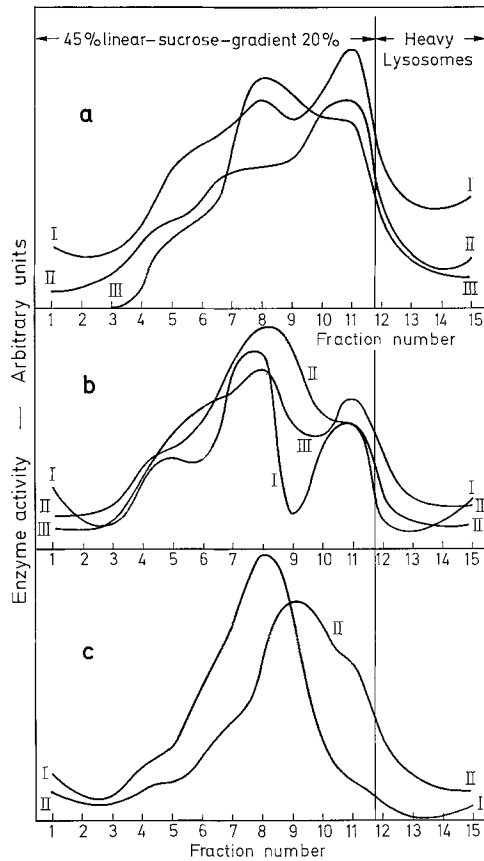 45% linear-sucrose-gradient 20%
Heavy
Lysosomes
a
I
II
III
I
II
III
1 2 3 4 5 6 7 8 9 10 11 12 13 14 15
Fraction number
Enzyme activity — Arbitrary units
b
I
II
III
II
III
I
I
II
II
1 2 3 4 5 6 7 8 9 10 11 12 13 14 15
c
I
II
II
II
I
1 2 3 4 5 6 7 8 9 10 11 12 13 14 15
Fraction number